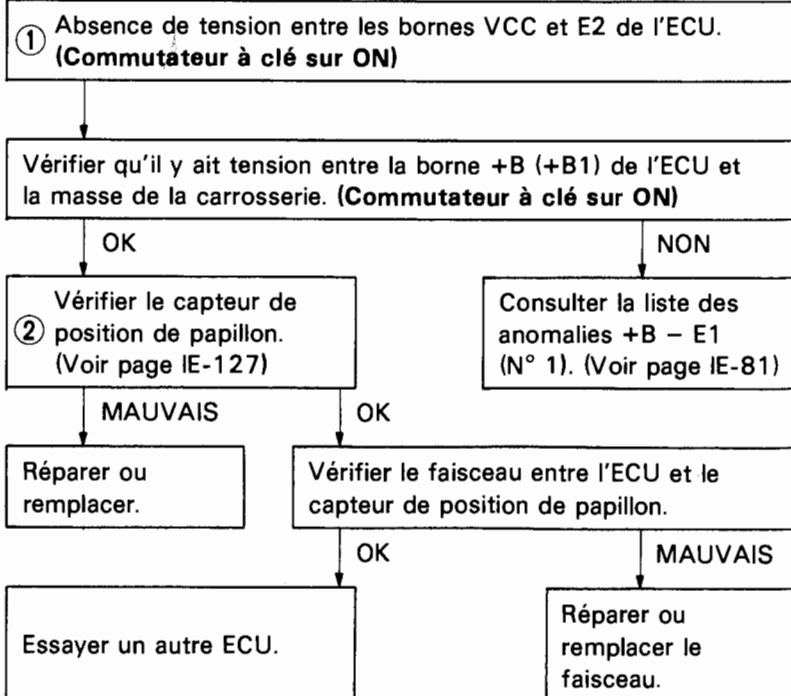 ① Absence de tension entre les bornes VCC et E2 de l'ECU.
(Commutateur à clé sur ON)
Vérifier qu'il y ait tension entre la borne +B (+B1) de l'ECU et
la masse de la carrosserie. (Commutateur à clé sur ON)
OK
NON
② Vérifier le capteur de
position de papillon.
(Voir page IE-127)
Consulter la liste des
anomalies +B – E1
(N° 1). (Voir page IE-81)
MAUVAIS
OK
Réparer ou
remplacer.
Vérifier le faisceau entre l'ECU et le
capteur de position de papillon.
OK
MAUVAIS
Essayer un autre ECU.
Réparer ou
remplacer le
faisceau.